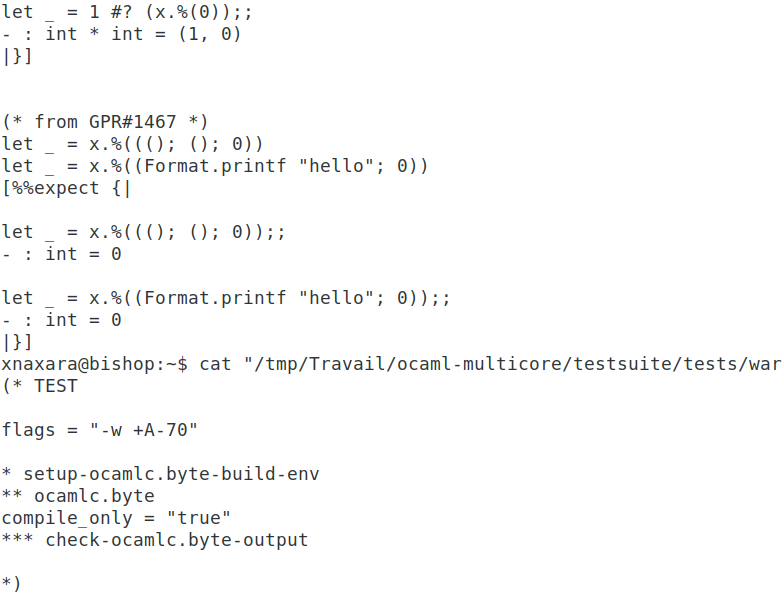 let _ = 1 #? (x.%(0));;
- : int * int = (1, 0)
|}]
(* from GPR#1467 *)
let _ = x.%(((); (); 0))
let _ = x.%((Format.printf "hello"; 0))
[%%expect {|
let _ = x.%(((); (); 0));;
- : int = 0
let _ = x.%((Format.printf "hello"; 0));;
- : int = 0
|}]
xnaxara@bishop:~$ cat "/tmp/Travail/ocaml-multicore/testsuite/tests/war
(* TEST
flags = "-w +A-70"
* setup-ocamlc.byte-build-env
** ocamlc.byte
compile_only = "true"
*** check-ocamlc.byte-output
*)